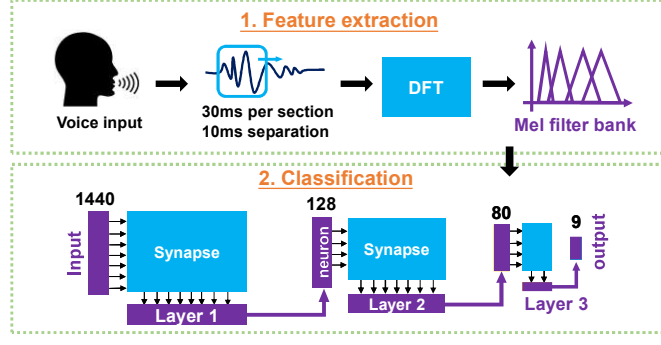 1. Feature extraction
Voice input
30ms per section
10ms separation
DFT
Mel filter bank
2. Classification
1440
Input
Synapse
Layer 1
128
neuron
Synapse
Layer 2
80
9
output
Layer 3